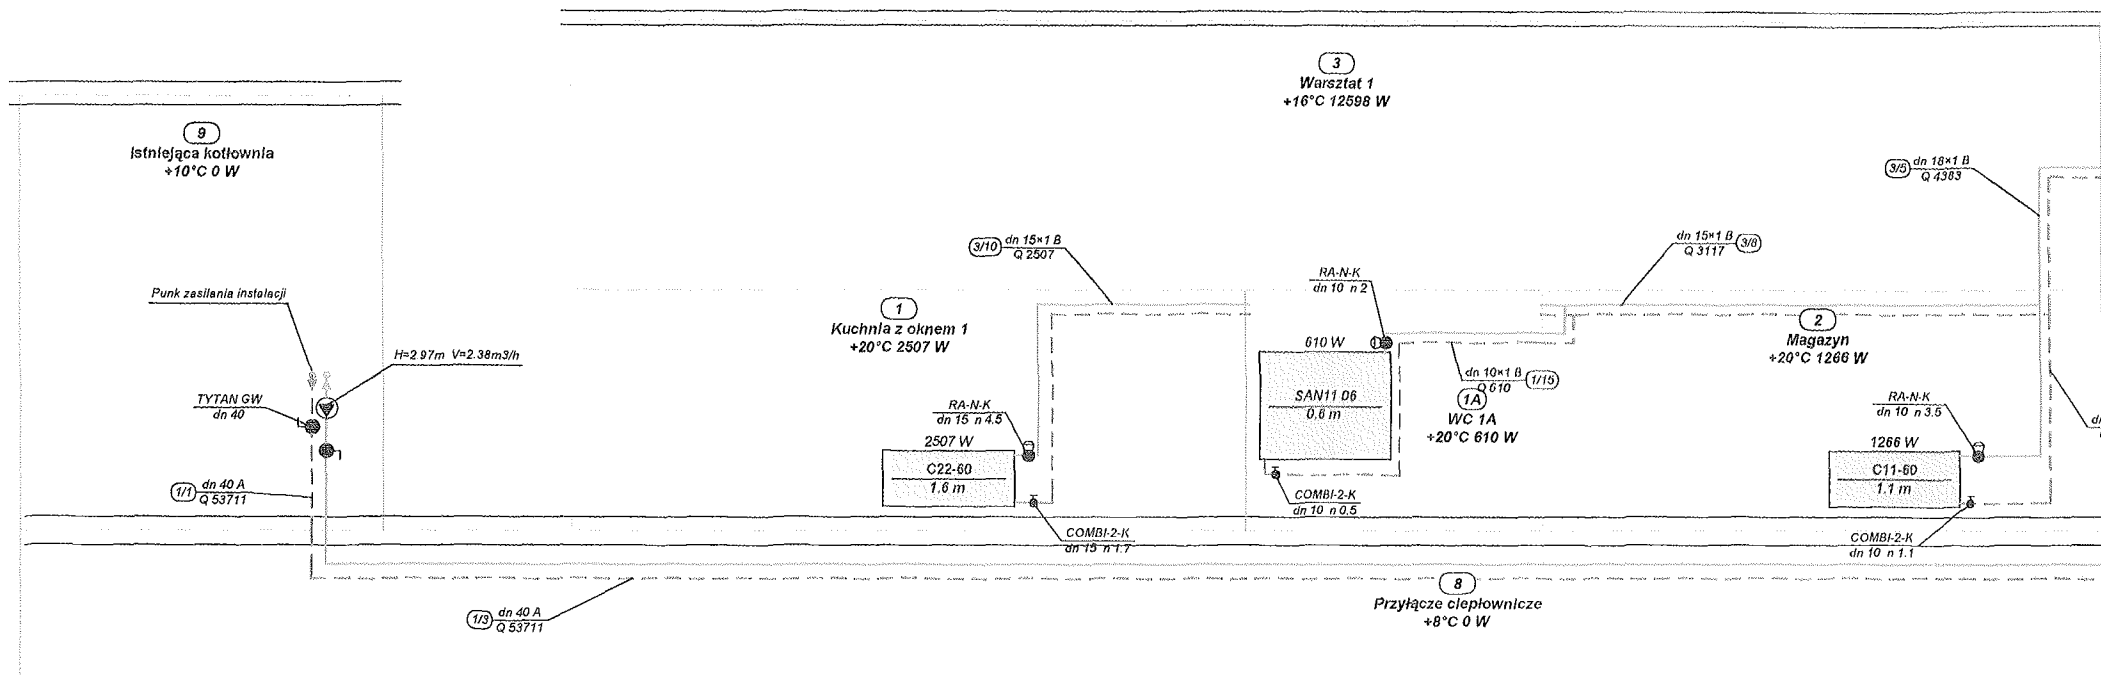 3
Warsztat 1
+16°C 12598 W
9
Istniejąca kotłownia
+10°C 0 W
3/5 dn 18×1 B
Q 4383
3/10 dn 15×1 B
Q 2507
dn 15×1 B 3/8
Q 3117
RA-N-K
dn 10 n 2
Punk zasilania instalacji
1
Kuchnia z oknem 1
+20°C 2507 W
2
Magazyn
+20°C 1266 W
H=2.97m V=2.38m3/h
610 W
SAN11 06
0.6 m
dn 10×1 B 1/15
Q 610
1A
WC 1A
+20°C 610 W
TYTAN GW
dn 40
RA-N-K
dn 15 n 4.5
2507 W
C22-60
1.6 m
RA-N-K
dn 10 n 3.5
1266 W
C11-60
1.1 m
1/1 dn 40 A
Q 53711
COMBI-2-K
dn 10 n 0.5
COMBI-2-K
dn 15 n 1.7
COMBI-2-K
dn 10 n 1.1
8
Przyłącze ciepłownicze
+8°C 0 W
1/3 dn 40 A
Q 53711